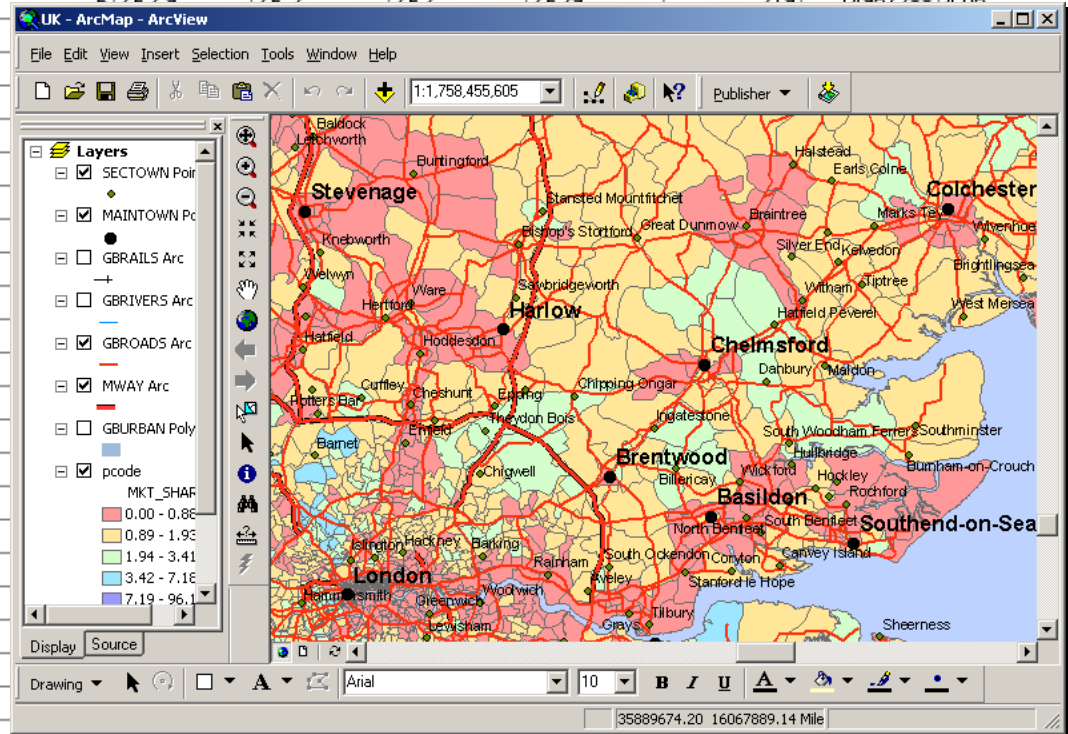 UK - ArcMap - ArcView
File Edit View Insert Selection Tools Window Help
1:1,758,455,605
Publisher
Layers
SECTOWN Poin
MAINTOWN Po
GBRAILS Arc
GBRIVERS Arc
GBROADS Arc
MWAY Arc
GBURBAN Poly
pcode
MKT_SHAR
0.00 - 0.88
0.89 - 1.93
1.94 - 3.41
3.42 - 7.18
7.19 - 96.1
Display Source
Baldock
Letchworth
Buntingford
Halstead
Earls Colne
Stevenage
Stansted Mountfitchet
Colchester
Great Dunmow
Braintree
Marks Tey
Wivenhoe
Knebworth
Bishop's Stortford
Silver End
Kelvedon
Brightlingsea
Welwyn
Ware
Sawbridgeworth
Witham
Tiptree
Hertford
Harlow
Hatfield Peverel
West Mersea
Hatfield
Hoddesdon
Chelmsford
Danbury
Maldon
Cuffley
Cheshunt
Epping
Chipping Ongar
Potters Bar
Theydon Bois
Ingatestone
Enfield
South Woodham Ferrers
Southminster
Barnet
Brentwood
Hullbridge
Chigwell
Billericay
Wickford
Hockley
Burnham-on-Crouch
Basildon
Rochford
North Benfleet
South Benfleet
Southend-on-Sea
Islington
Hackney
Barking
Rainham
South Ockendon
Coryton
Canvey Island
London
Aveley
Stanford le Hope
Hammersmith
Greenwich
Woolwich
Tilbury
Lewisham
Grays
Sheerness
Drawing
A
Arial
10
B I U A
35889674.20 16067889.14 Mile